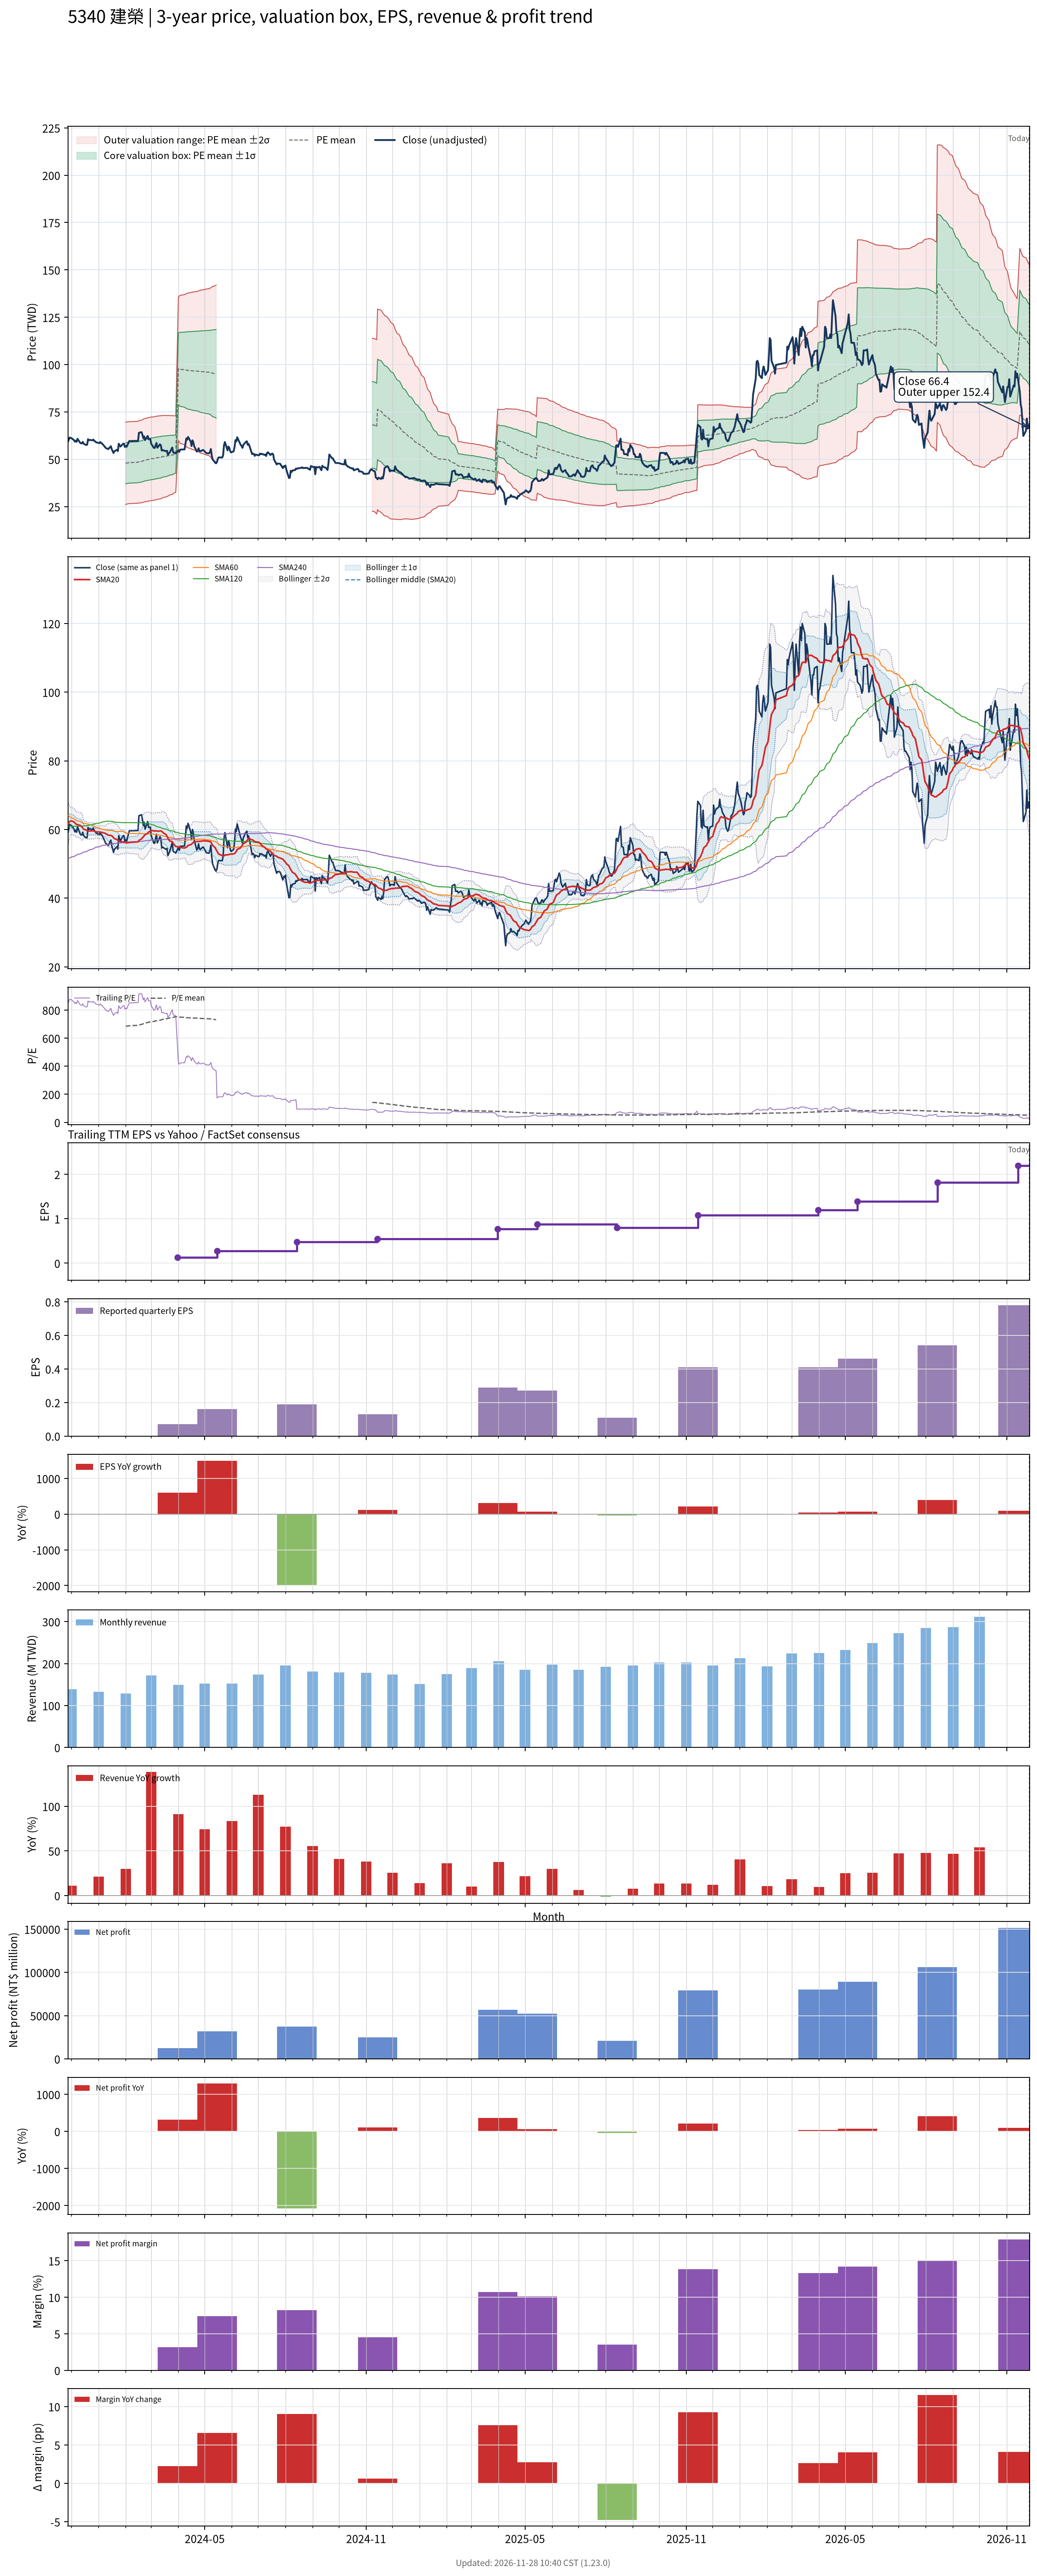 5340 建榮 | 3-year price, valuation box, EPS, revenue & profit trend
Outer valuation range: PE mean ±2σ
PE mean
Close (unadjusted)
Core valuation box: PE mean ±1σ
Today
225
200
175
150
125
100
75
50
25
Price (TWD)
Close 66.4
Outer upper 152.4
Close (same as panel 1)
SMA60
SMA240
Bollinger ±1σ
SMA20
SMA120
Bollinger ±2σ
Bollinger middle (SMA20)
120
100
80
60
40
20
Price
Trailing P/E
P/E mean
800
600
400
200
0
P/E
Trailing TTM EPS vs Yahoo / FactSet consensus
Today
2
1
0
EPS
Reported quarterly EPS
0.8
0.6
0.4
0.2
0.0
EPS
EPS YoY growth
1000
0
-1000
-2000
YoY (%)
Monthly revenue
300
200
100
0
Revenue (M TWD)
Revenue YoY growth
100
50
0
YoY (%)
Month
Net profit
150000
100000
50000
0
Net profit (NT$ million)
Net profit YoY
1000
0
-1000
-2000
YoY (%)
Net profit margin
15
10
5
0
Margin (%)
Margin YoY change
10
5
0
-5
Δ margin (pp)
2024-05
2024-11
2025-05
2025-11
2026-05
2026-11
Updated: 2026-11-28 10:40 CST (1.23.0)